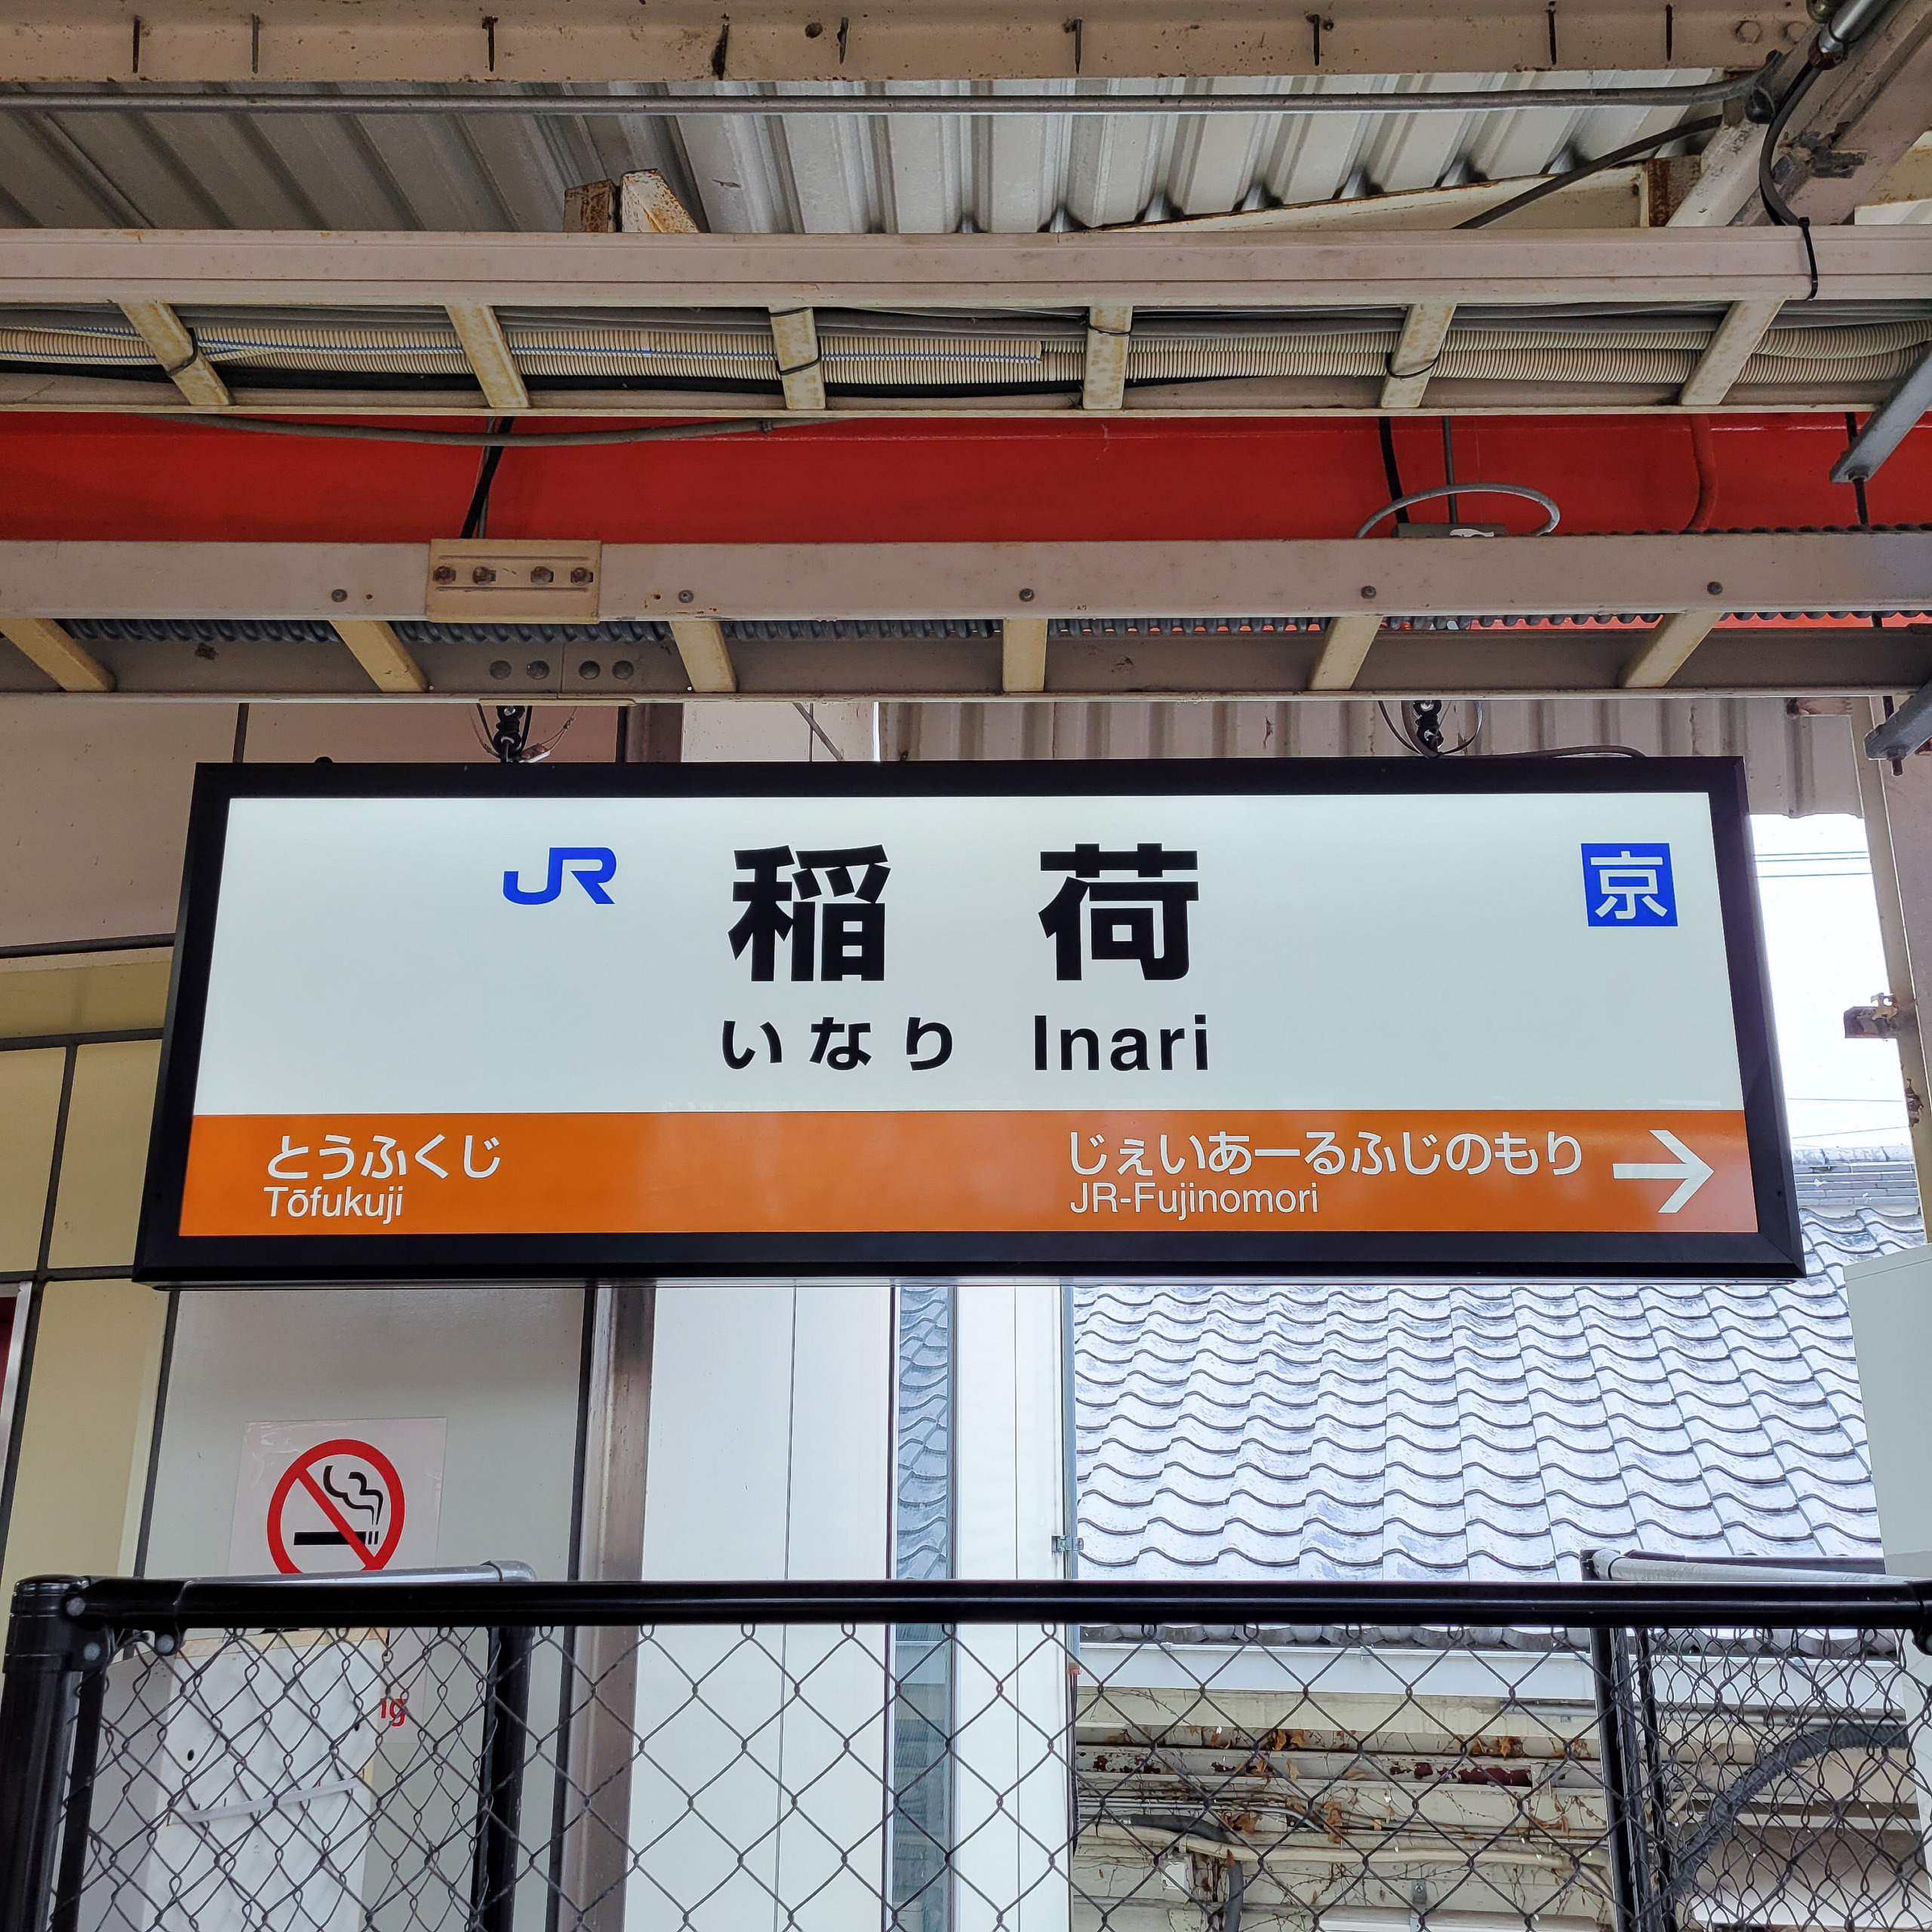 JR 稲荷 京
いなり Inari
とうふくじ じぇいあーるふじのもり →
Tōfukuji JR-Fujinomori